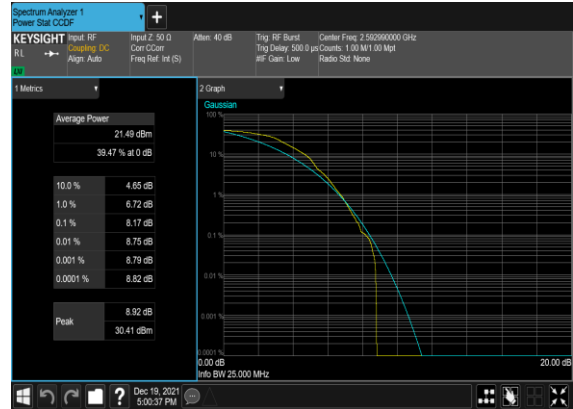 Spectrum Analyzer 1
Power Stat CCDF
KEYSIGHT
R L
LXI
Input: RF
Coupling: DC
Align: Auto
Input Z: 50 Ω
Corr CCorr
Freq Ref: Int (S)
Atten: 40 dB
Trig: RF Burst
Trig Delay: 500.0 µs
#IF Gain: Low
Center Freq: 2.592990000 GHz
Counts: 1.00 M/1.00 Mpt
Radio Std: None
1 Metrics
Average Power
21.49 dBm
39.47 % at 0 dB
10.0 % 4.65 dB
1.0 % 6.72 dB
0.1 % 8.17 dB
0.01 % 8.75 dB
0.001 % 8.79 dB
0.0001 % 8.82 dB
Peak
8.92 dB
30.41 dBm
2 Graph
Gaussian
100 %
10 %
1 %
0.1 %
0.01 %
0.001 %
0.0001 %
0.00 dB
20.00 dB
Info BW 25.000 MHz
?
Dec 19, 2021
5:00:37 PM